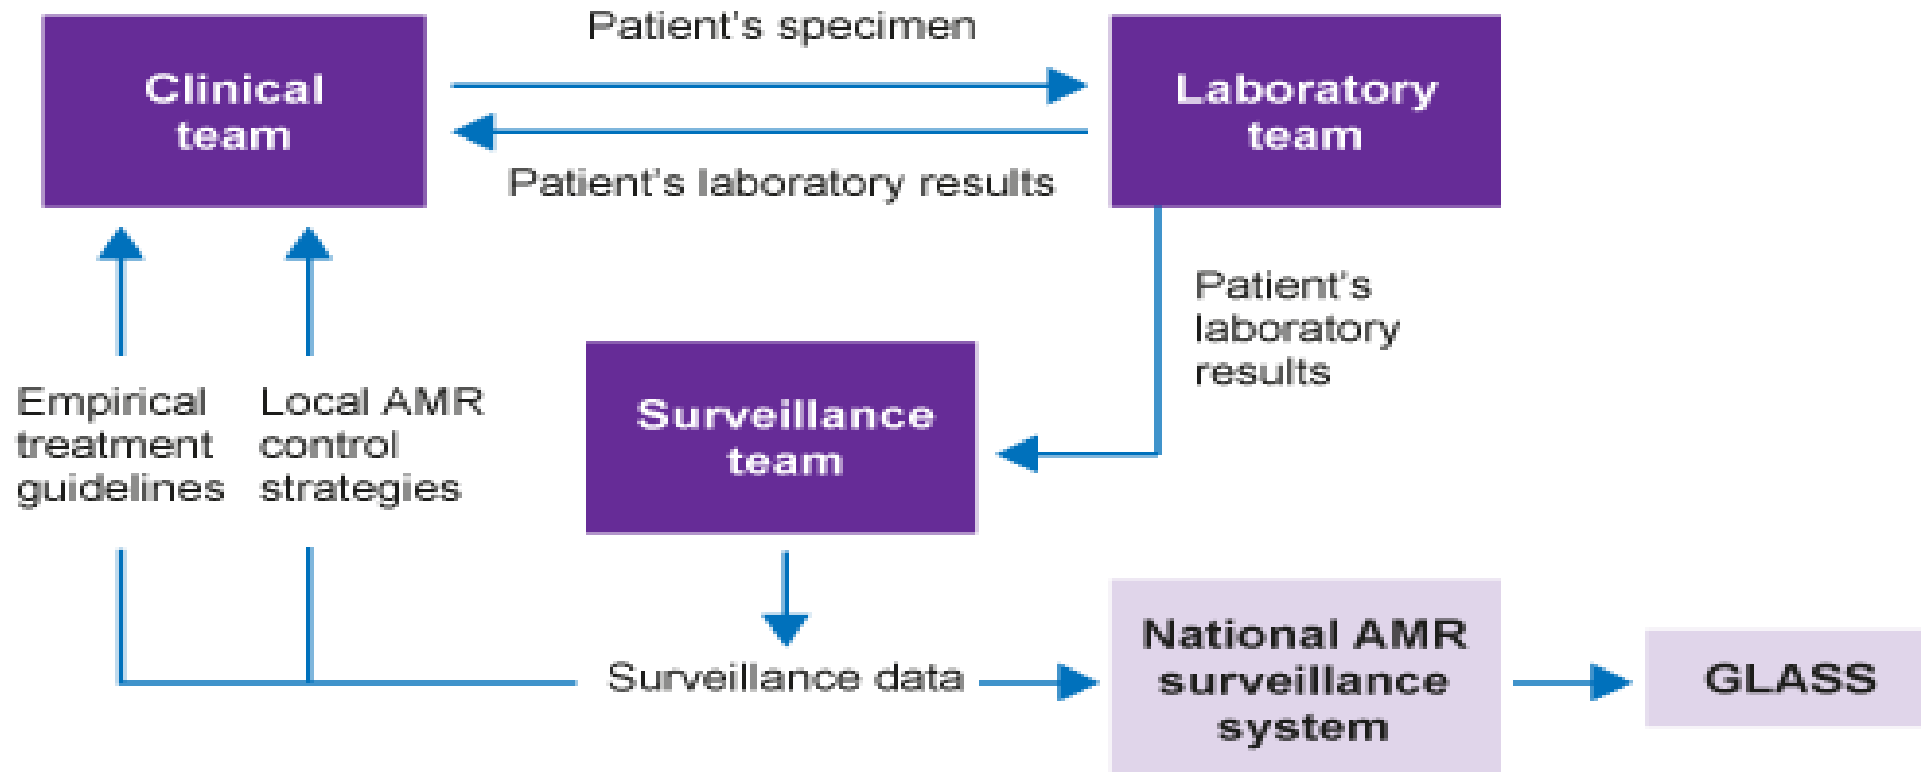 Patient's specimen
Clinical
team
Laboratory
team
Patient's laboratory results
Patient's
laboratory
results
Empirical
treatment
guidelines
Local AMR
control
strategies
Surveillance
team
Surveillance data
National AMR
surveillance
system
GLASS